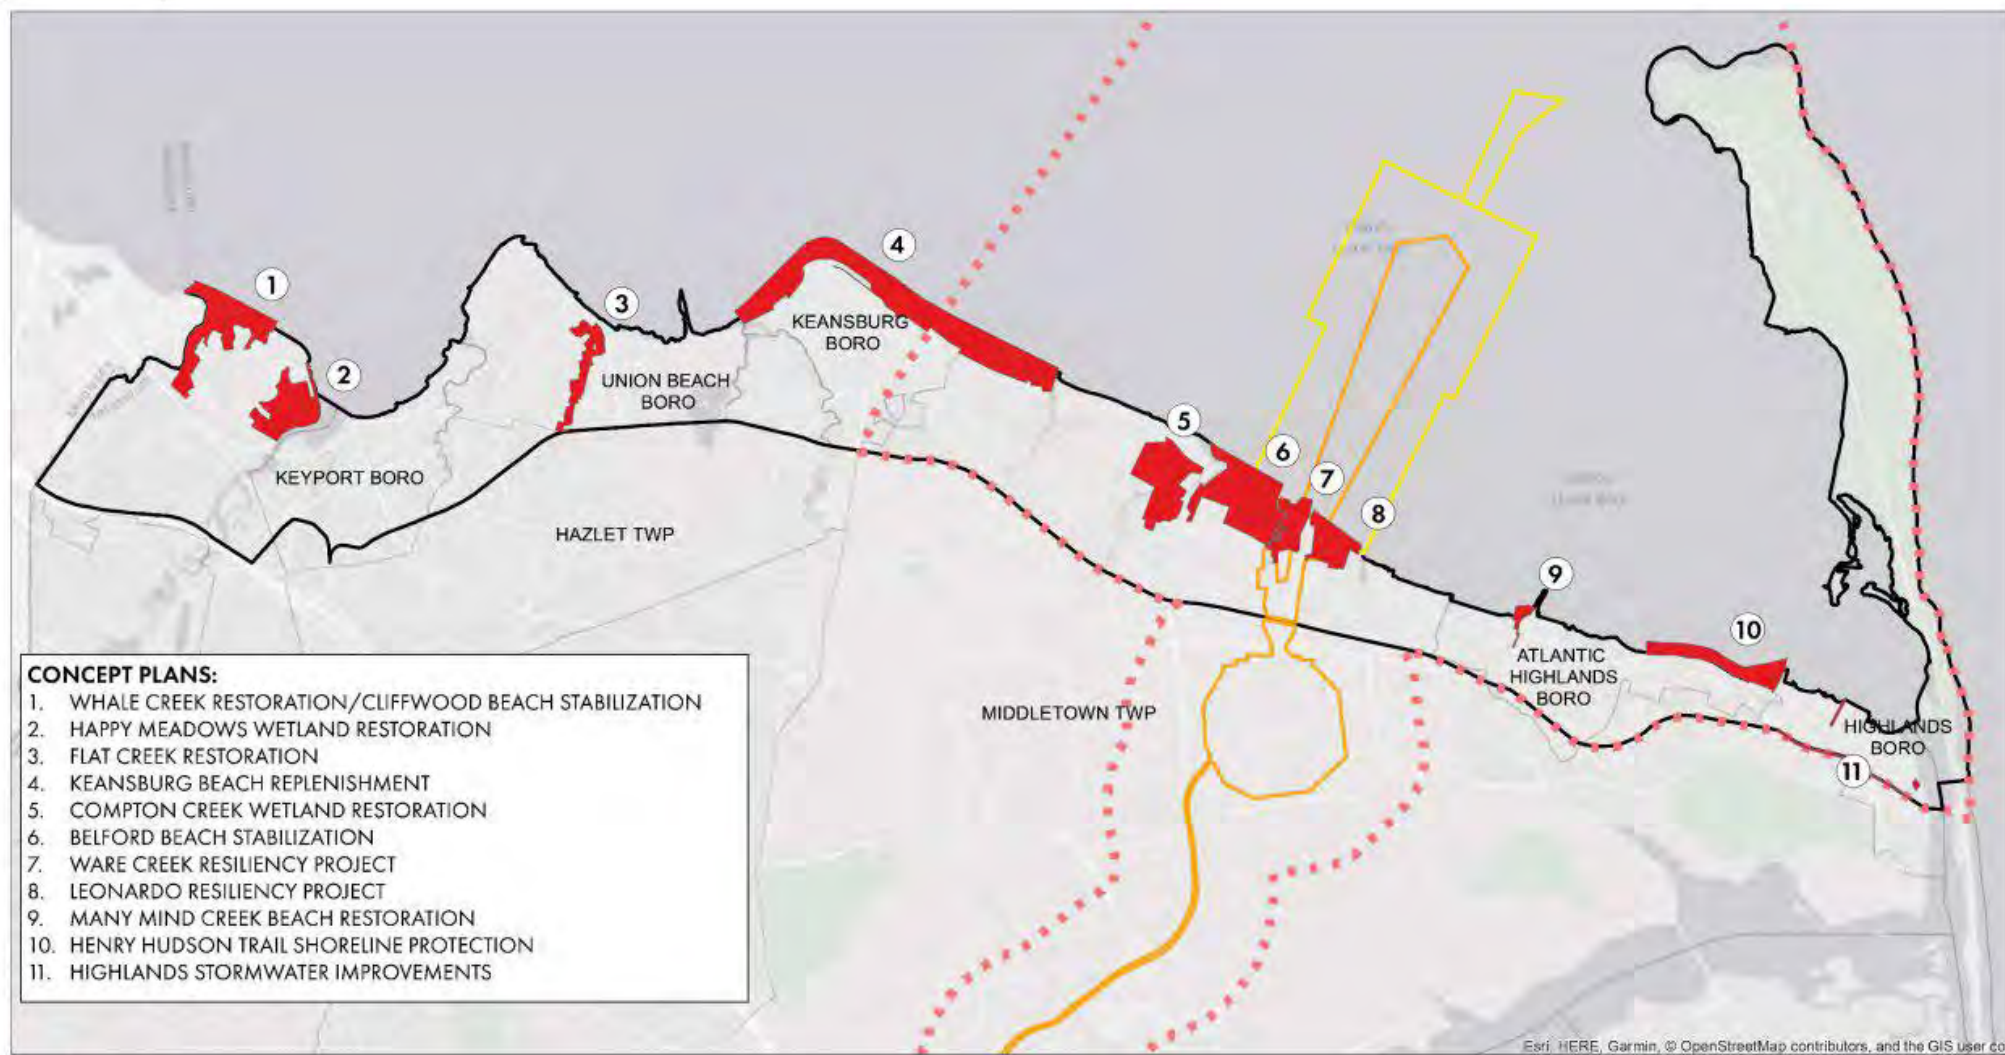 1
2
3
4
KEANSBURG
BORO
UNION BEACH
BORO
KEYPORT BORO
HAZLET TWP
5
6
7
8
9
10
ATLANTIC
HIGHLANDS
BORO
MIDDLETOWN TWP
HIGHLANDS
BORO
11
CONCEPT PLANS:
1. WHALE CREEK RESTORATION/CLIFFWOOD BEACH STABILIZATION
2. HAPPY MEADOWS WETLAND RESTORATION
3. FLAT CREEK RESTORATION
4. KEANSBURG BEACH REPLENISHMENT
5. COMPTON CREEK WETLAND RESTORATION
6. BELFORD BEACH STABILIZATION
7. WARE CREEK RESILIENCY PROJECT
8. LEONARDO RESILIENCY PROJECT
9. MANY MIND CREEK BEACH RESTORATION
10. HENRY HUDSON TRAIL SHORELINE PROTECTION
11. HIGHLANDS STORMWATER IMPROVEMENTS
Esri, HERE, Garmin, © OpenStreetMap contributors, and the GIS user co